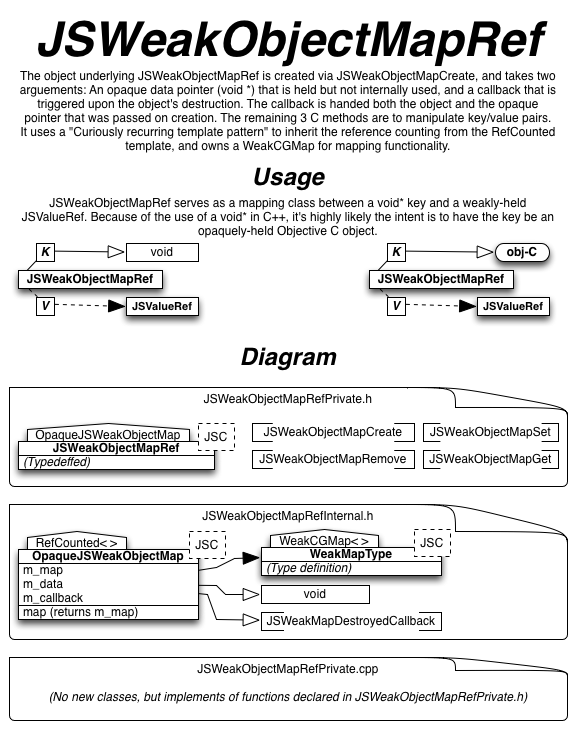 JSWeakObjectMapRef
The object underlying JSWeakObjectMapRef is created via JSWeakObjectMapCreate, and takes two
arguements: An opaque data pointer (void *) that is held but not internally used, and a callback that is
triggered upon the object's destruction. The callback is handed both the object and the opaque
pointer that was passed on creation. The remaining 3 C methods are to manipulate key/value pairs.
It uses a "Curiously recurring template pattern" to inherit the reference counting from the RefCounted
template, and owns a WeakCGMap for mapping functionality.
Usage
JSWeakObjectMapRef serves as a mapping class between a void* key and a weakly-held
JSValueRef. Because of the use of a void* in C++, it's highly likely the intent is to have the key be an
opaquely-held Objective C object.
K void
JSWeakObjectMapRef
V JSValueRef
K obj-C
JSWeakObjectMapRef
V JSValueRef
Diagram
JSWeakObjectMapRefPrivate.h
OpaqueJSWeakObjectMap
JSC
JSWeakObjectMapRef
(Typedeffed)
JSWeakObjectMapCreate
JSWeakObjectMapSet
JSWeakObjectMapRemove
JSWeakObjectMapGet
JSWeakObjectMapRefInternal.h
RefCounted< >
JSC
OpaqueJSWeakObjectMap
m_map
m_data
m_callback
map (returns m_map)
WeakCGMap< >
JSC
WeakMapType
(Type definition)
void
JSWeakMapDestroyedCallback
JSWeakObjectMapRefPrivate.cpp
(No new classes, but implements of functions declared in JSWeakObjectMapRefPrivate.h)